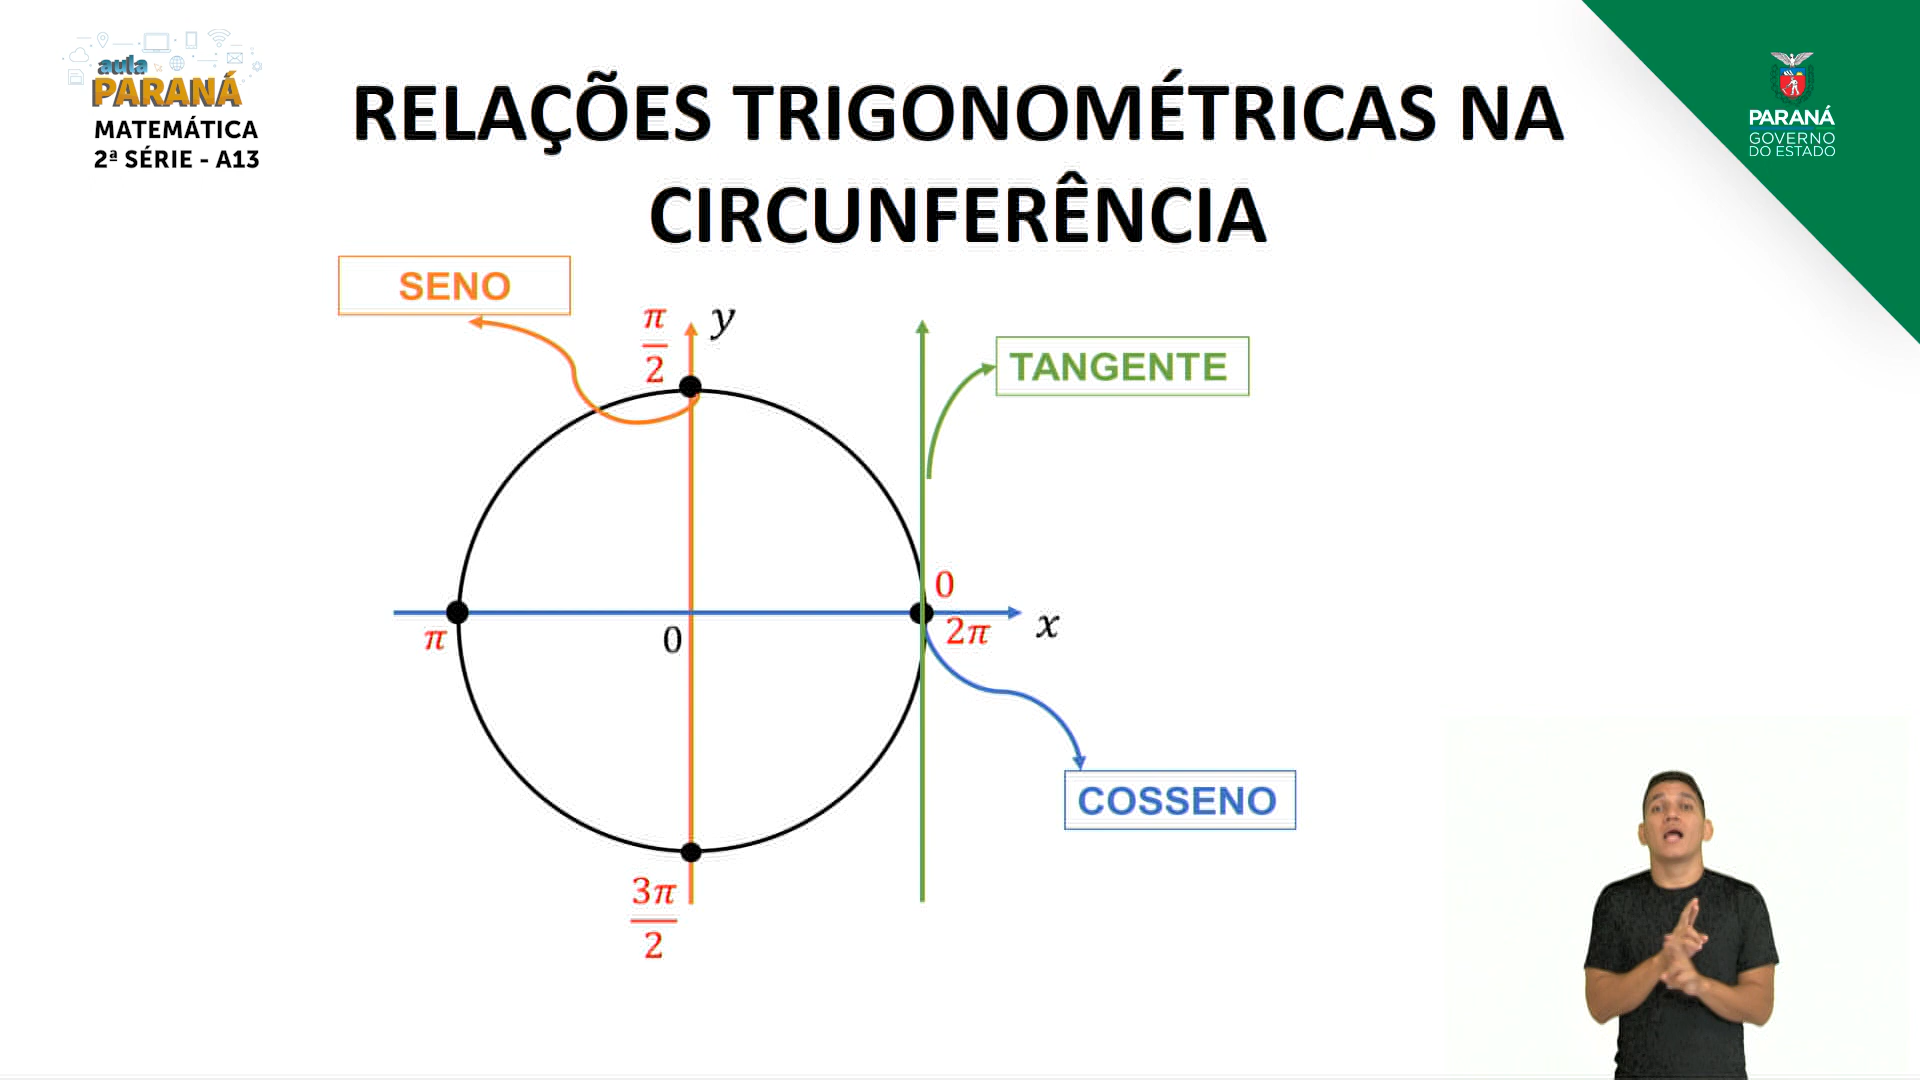 aula
PARANÁ
MATEMÁTICA
2ª SÉRIE - A13
RELAÇÕES TRIGONOMÉTRICAS NA
CIRCUNFERÊNCIA
PARANÁ
GOVERNO
DO ESTADO
SENO
π/2
y
TANGENTE
0
π
0
2π
x
COSSENO
3π/2